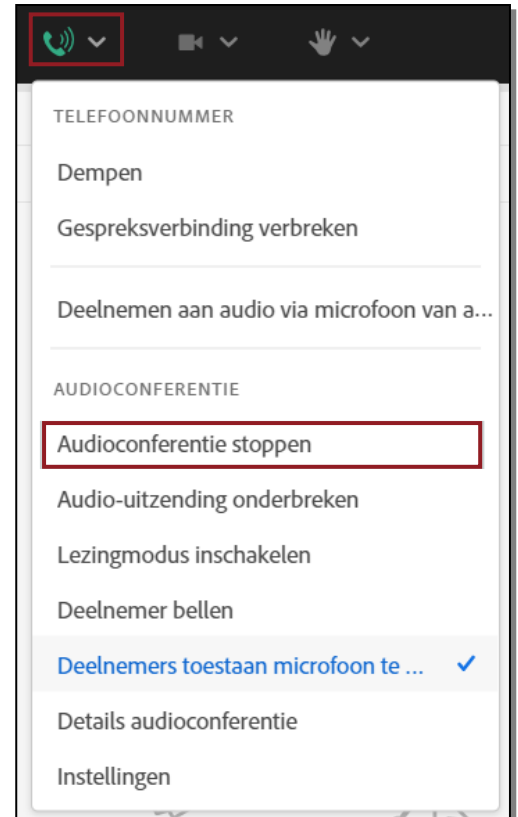 TELEFOONNUMMER
Dempen
Gespreksverbinding verbreken
Deelnemen aan audio via microfoon van a...
AUDIOCONFERENTIE
Audioconferentie stoppen
Audio-uitzending onderbreken
Lezingmodus inschakelen
Deelnemer bellen
Deelnemers toestaan microfoon te ...
Details audioconferentie
Instellingen